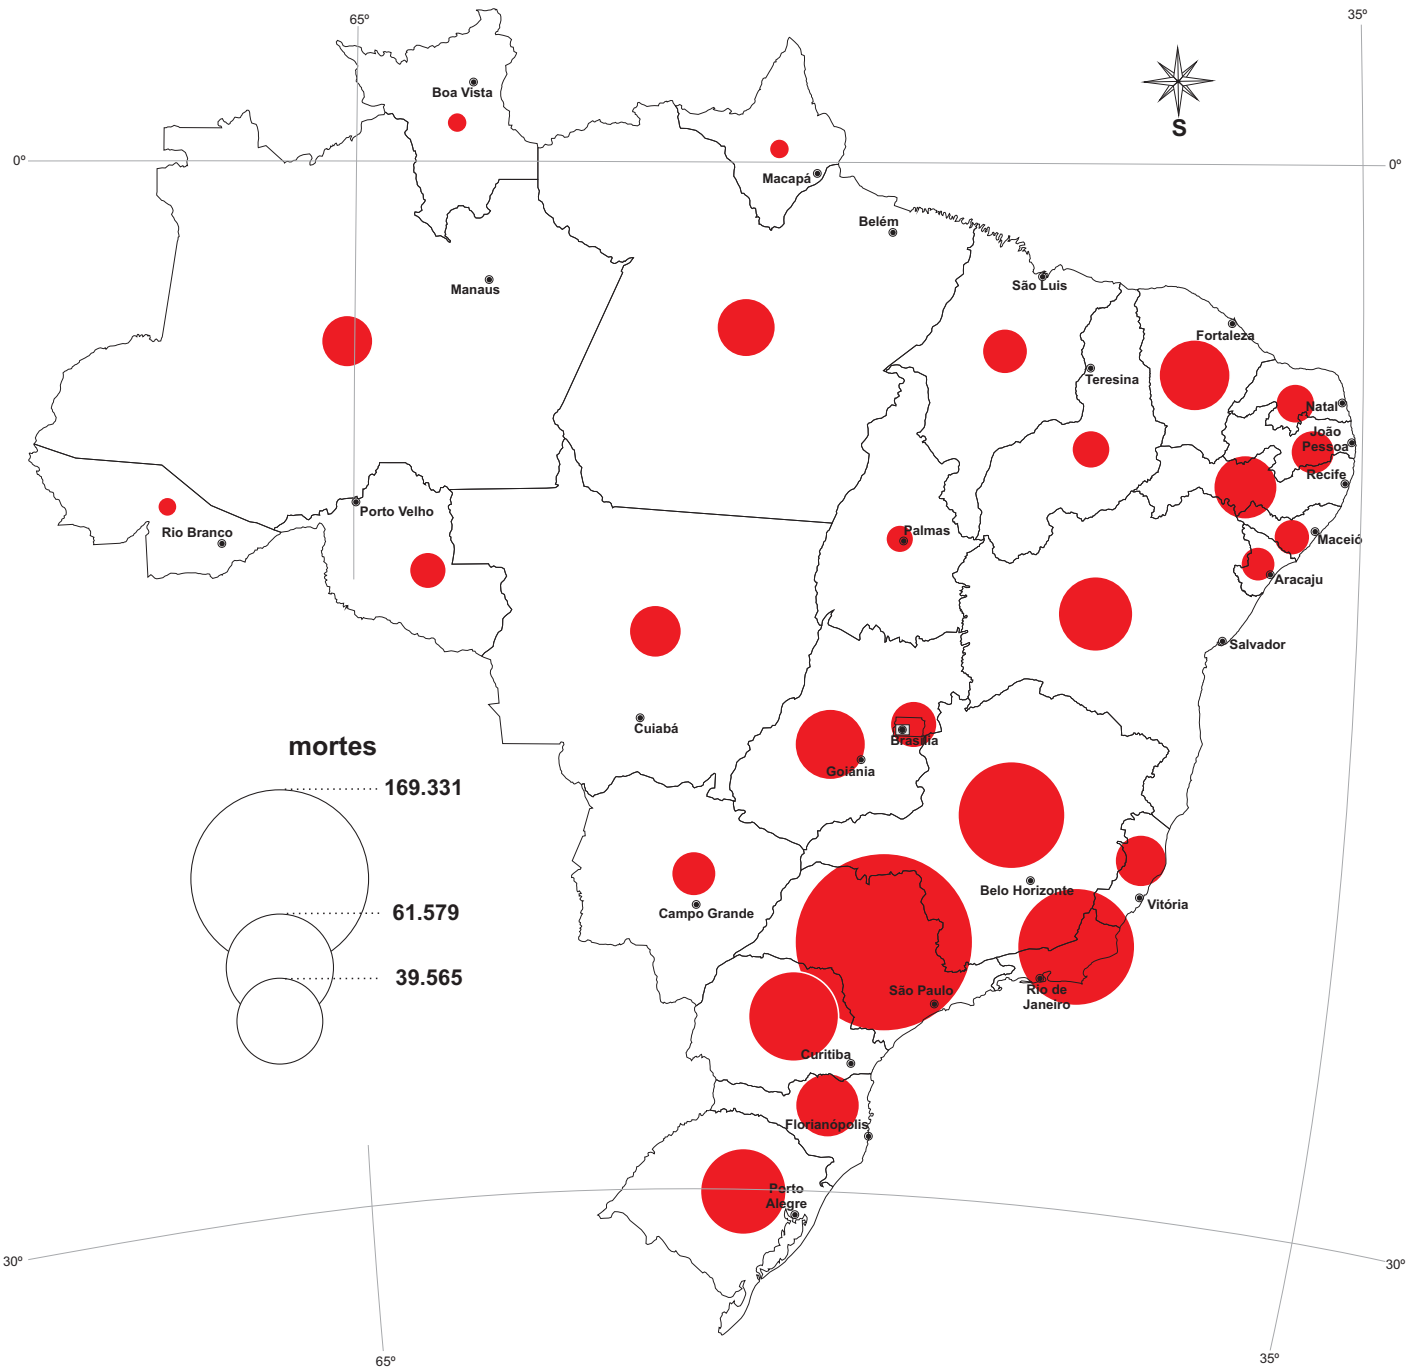 65º
35º
Boa Vista
S
0º
0º
Macapá
Belém
Manaus
São Luis
Fortaleza
Teresina
Natal
João
Pessoa
Recife
Porto Velho
Rio Branco
Palmas
Maceió
Aracaju
Salvador
Cuiabá
Brasília
mortes
Goiánia
169.331
Belo Horizonte
Vitória
Campo Grande
61.579
39.565
São Paulo
Rio de
Janeiro
Curitiba
Florianópolis
Porto
Alegre
30º
30º
65º
35º